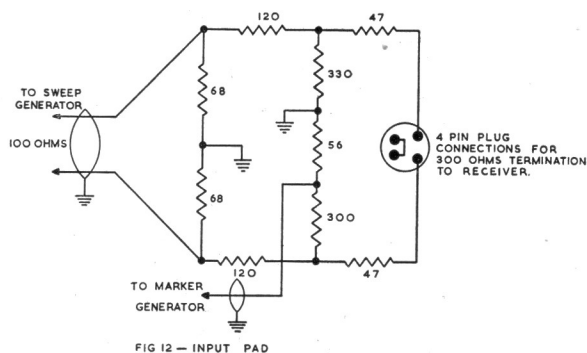 120
47
68
330
TO SWEEP
GENERATOR
100 OHMS
56
4 PIN PLUG
CONNECTIONS FOR
300 OHMS TERMINATION
TO RECEIVER.
68
300
120
47
TO MARKER
GENERATOR
FIG 12 — INPUT PAD